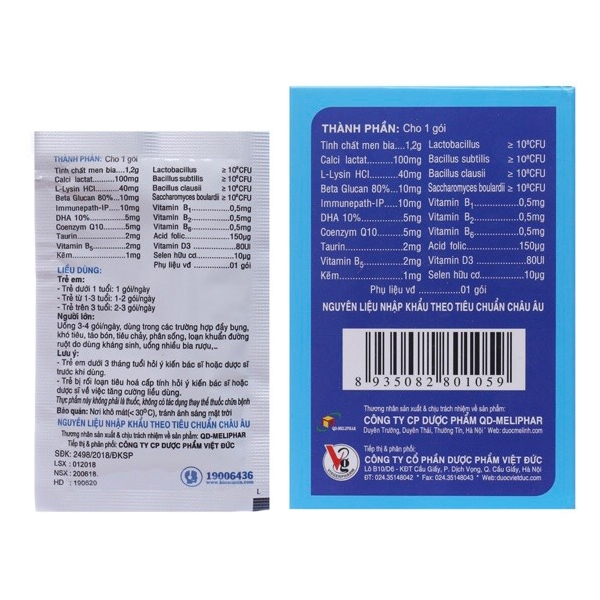 THÀNH PHẦN: Cho 1 gói
Tinh chất men bia....1,2g Lactobacillus ≥ 10⁸CFU
Calci lactat............100mg Bacillus subtilis ≥ 10⁸CFU
L-Lysin HCl............40mg Bacillus clausii ≥ 10⁸CFU
Beta Glucan 80%...10mg Saccharomyces boulardii ≥ 10⁸CFU
Immunepath-IP.....10mg Vitamin B₁ 0,5mg
DHA 10%................5mg Vitamin B₂ 0,5mg
Coenzym Q10.........5mg Vitamin B₆ 0,5mg
Taurin.....................2mg Acid folic 150µg
Vitamin B₅..............2mg Vitamin D3 80UI
Kẽm........................1mg Selen hữu cơ 10µg
Phụ liệu vđ 01 gói
LIỀU DÙNG:
Trẻ em:
- Trẻ dưới 1 tuổi: 1 gói/ngày
- Trẻ từ 1-3 tuổi: 1-2 gói/ngày
- Trẻ trên 3 tuổi: 2-3 gói/ngày
Người lớn:
Uống 3-4 gói/ngày, dùng trong các trường hợp đầy bụng,
khó tiêu, táo bón, tiêu chảy, phân sống, loạn khuẩn đường
ruột do dùng kháng sinh, uống nhiều bia rượu,...
Lưu ý:
- Trẻ em dưới 3 tháng tuổi hỏi ý kiến bác sĩ hoặc dược sĩ
trước khi dùng.
- Trẻ bị rối loạn tiêu hoá cấp tính hỏi ý kiến bác sĩ hoặc
dược sĩ về việc tăng cường liều dùng.
Thực phẩm này không phải là thuốc, không có tác dụng thay thế thuốc chữa bệnh
Bảo quản: Nơi khô mát(< 30°C), tránh ánh sáng mặt trời
NGUYÊN LIỆU NHẬP KHẨU THEO TIÊU CHUẨN CHÂU ÂU
Thương nhân sản xuất & chịu trách nhiệm về sản phẩm: QD-MELIPHAR
Tiếp thị & phân phối: CÔNG TY CP DƯỢC PHẨM VIỆT ĐỨC
SĐK: 2498/2018/ĐKSP
LSX : 012018
NSX : 200618
HD : 190620
19006436
L
THÀNH PHẦN: Cho 1 gói
Tinh chất men bia....1,2g Lactobacillus ≥ 10⁸CFU
Calci lactat............100mg Bacillus subtilis ≥ 10⁸CFU
L-Lysin HCl............40mg Bacillus clausii ≥ 10⁸CFU
Beta Glucan 80%...10mg Saccharomyces boulardii ≥ 10⁸CFU
Immunepath-IP.....10mg Vitamin B₁ 0,5mg
DHA 10%................5mg Vitamin B₂ 0,5mg
Coenzym Q10.........5mg Vitamin B₆ 0,5mg
Taurin.....................2mg Acid folic 150µg
Vitamin B₅..............2mg Vitamin D3 80UI
Kẽm........................1mg Selen hữu cơ 10µg
Phụ liệu vđ 01 gói
NGUYÊN LIỆU NHẬP KHẨU THEO TIÊU CHUẨN CHÂU ÂU
8 935082 801059
Thương nhân sản xuất & chịu trách nhiệm về sản phẩm:
CÔNG TY CP DƯỢC PHẨM QD-MELIPHAR
QD-MELIPHAR
Duyên Trường, Duyên Thái, Thường Tín, Hà Nội * Web: duocmelinh.com
Tiếp thị & phân phối:
CÔNG TY CỔ PHẦN DƯỢC PHẨM VIỆT ĐỨC
Lô B10/D6 - KĐT Cầu Giấy, P. Dịch Vọng, Q. Cầu Giấy, Hà Nội
ĐT: 024.35148042 * Fax: 024.35148043 * Web:duocvietduc.com